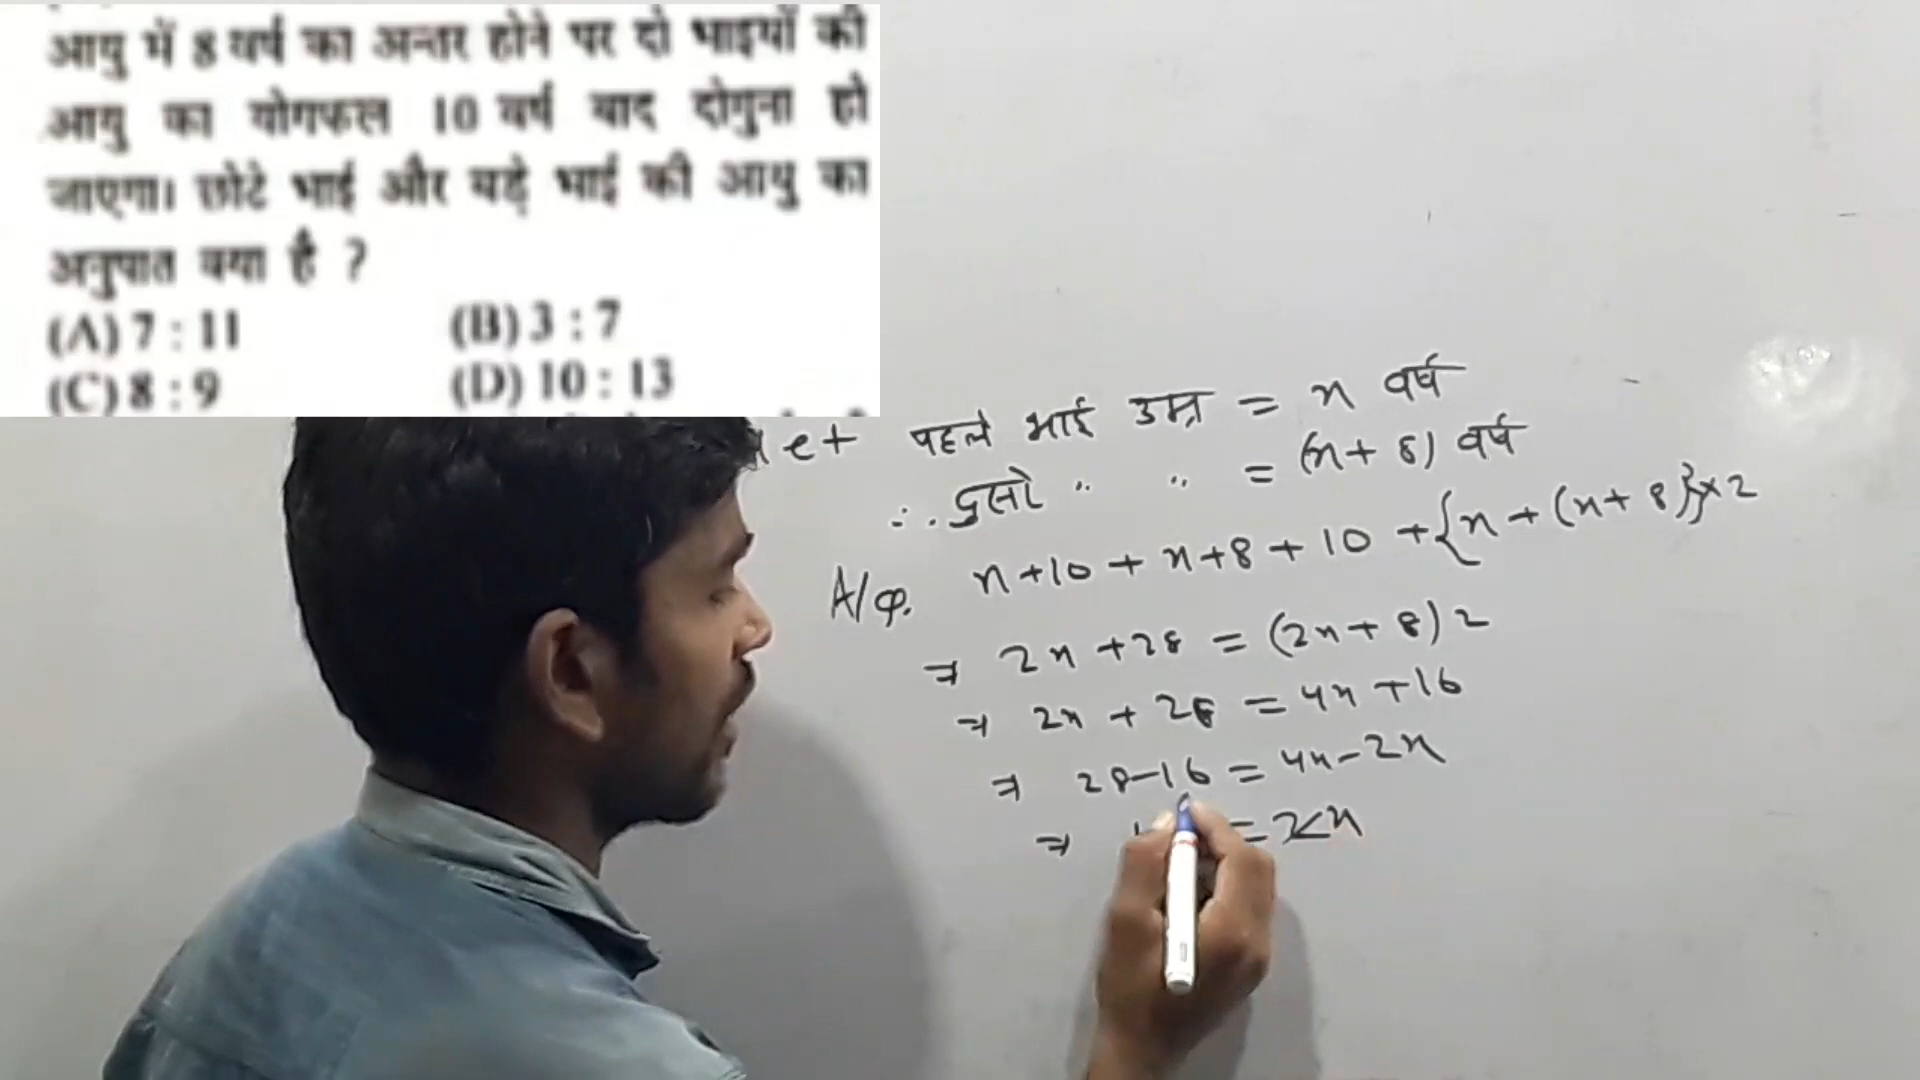 आयु में 8 वर्ष का अन्तर होने पर दो भाइयों की
आयु का योगफल 10 वर्ष बाद दोगुना हो
जाएगा। छोटे भाई और बड़े भाई की आयु का
अनुपात क्या है ?
(A) 7 : 11 (B) 3 : 7
(C) 8 : 9 (D) 10 : 13
et पहले भाई उम्र = x वर्ष
∴ दुसरे " " = (x + 8) वर्ष
A/q. x+10 + x+8 + 10 + {x + (x + 8)}×2
⇒ 2x + 28 = (2x + 8) 2
⇒ 2x + 28 = 4x + 16
⇒ 28-16 = 4x - 2x
⇒ = 2x